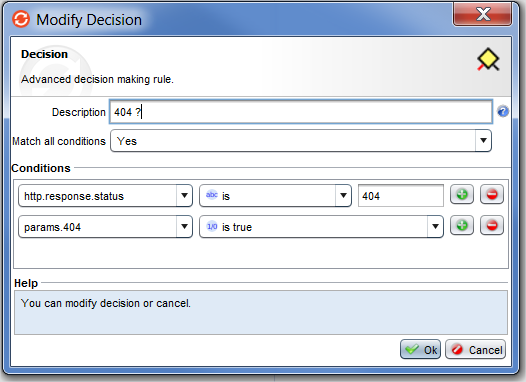 Modify Decision
Decision
Advanced decision making rule.
Description 404 ?
Match all conditions Yes
Conditions
http.response.status abc is 404
params.404 1/0 is true
Help
You can modify decision or cancel.
Ok Cancel